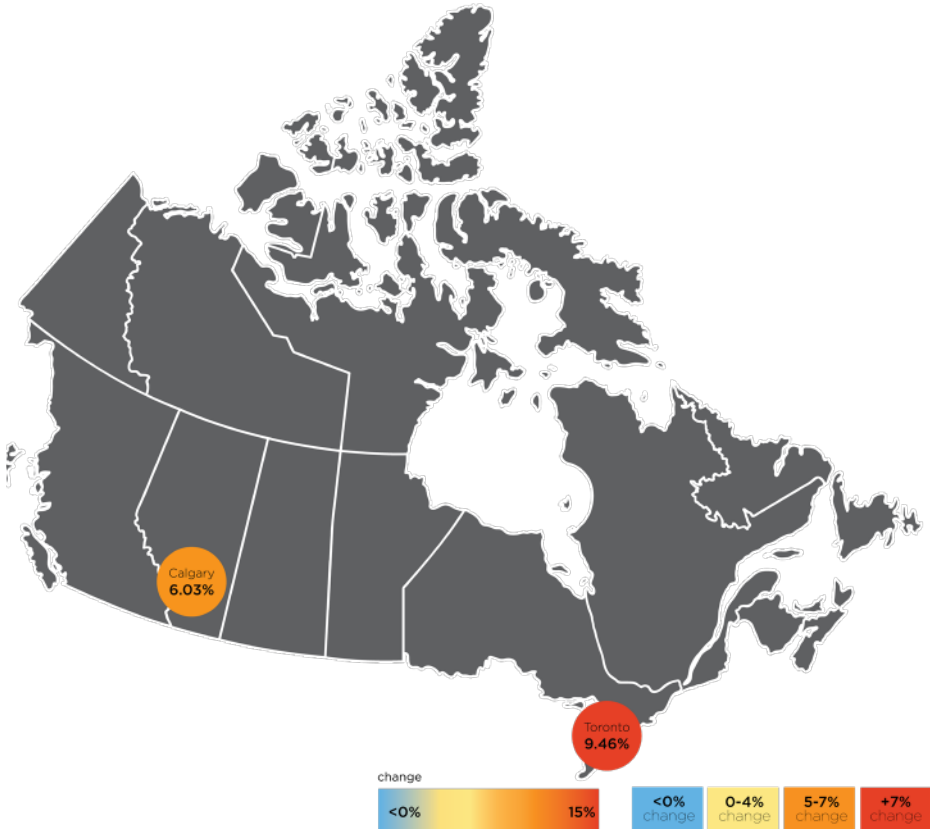 Calgary
6.03%
Toronto
9.46%
change
<0% 15%
<0% 0-4% 5-7% +7%
change change change change